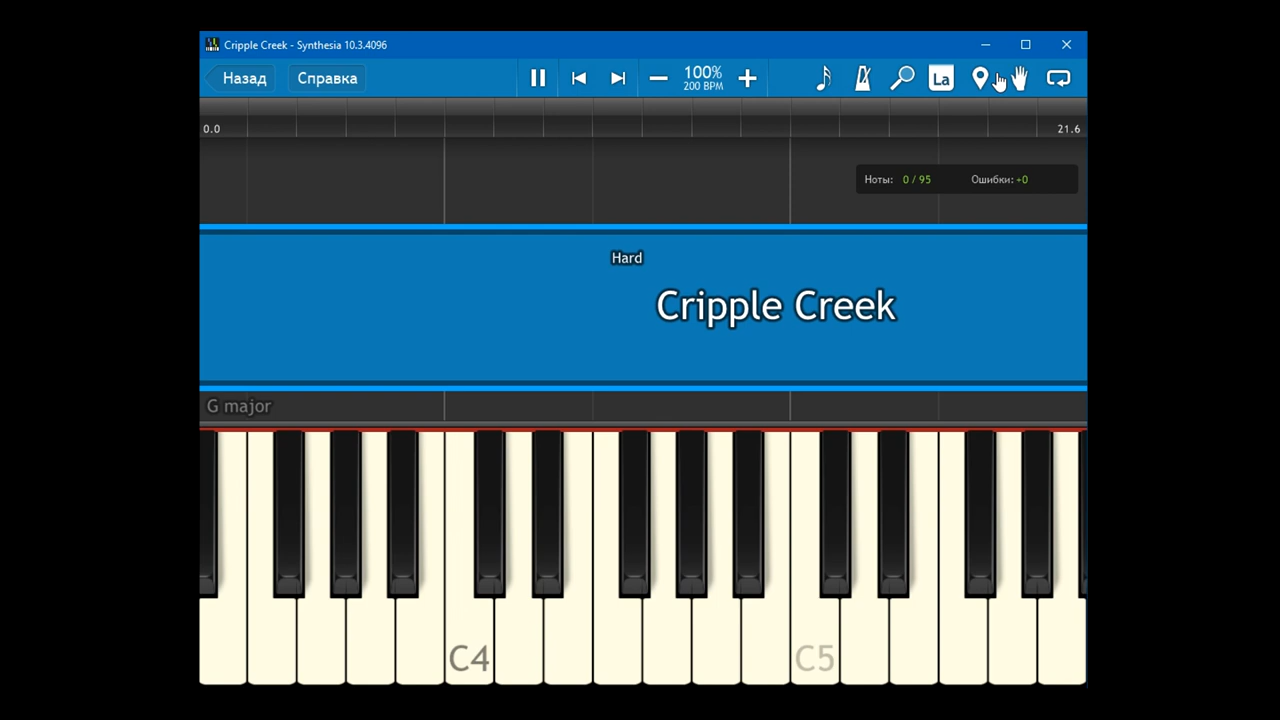 Cripple Creek - Synthesia 10.3.4096
Назад Справка 100% La
200 BPM
0.0 21.6
Ноты: 0 / 95 Ошибки: +0
Hard
Cripple Creek
G major
C4 C5